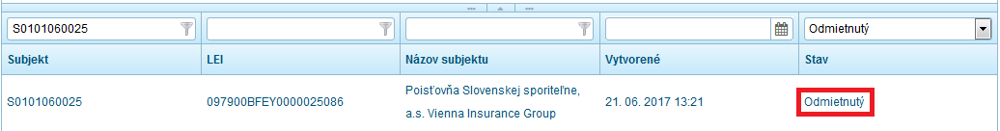 S0101060025 Odmietnutý
Subjekt LEI Názov subjektu Vytvorené Stav
S0101060025 097900BFEY0000025086 Poisťovňa Slovenskej sporiteľne, a.s. Vienna Insurance Group 21. 06. 2017 13:21 Odmietnutý